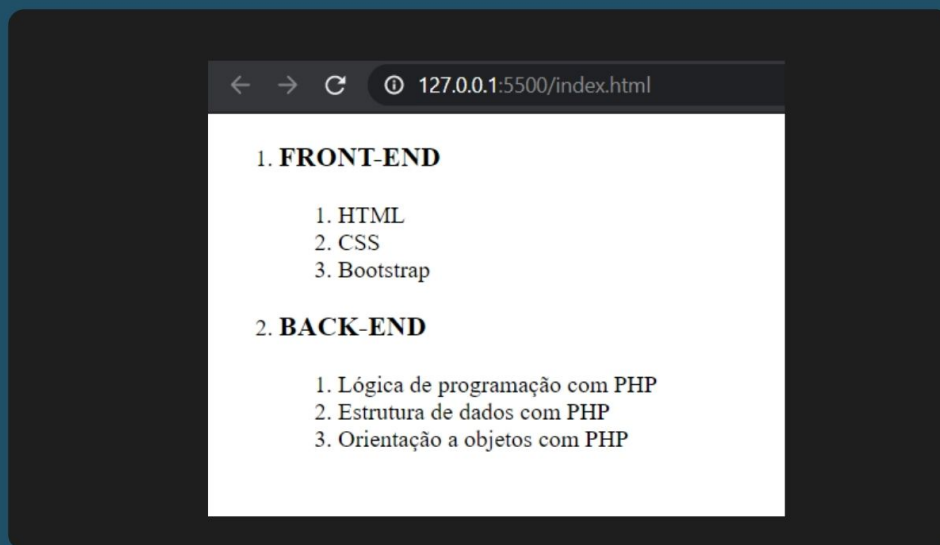 127.0.0.1:5500/index.html
1. FRONT-END
1. HTML
2. CSS
3. Bootstrap
2. BACK-END
1. Lógica de programação com PHP
2. Estrutura de dados com PHP
3. Orientação a objetos com PHP